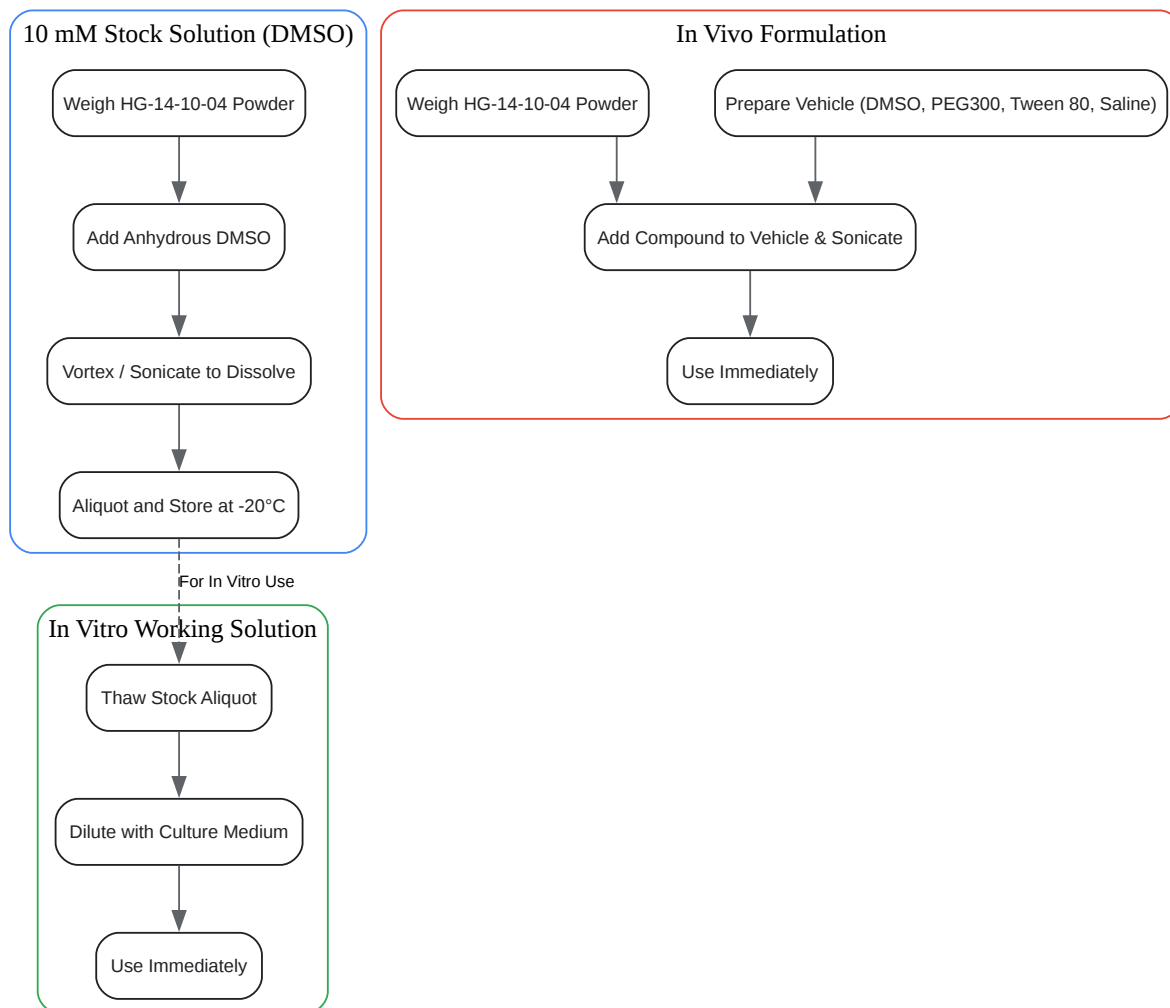 10 mM Stock Solution (DMSO)
Weigh HG-14-10-04 Powder
Add Anhydrous DMSO
Vortex / Sonicate to Dissolve
Aliquot and Store at -20°C
For In Vitro Use
In Vitro Working Solution
Thaw Stock Aliquot
Dilute with Culture Medium
Use Immediately
In Vivo Formulation
Weigh HG-14-10-04 Powder
Prepare Vehicle (DMSO, PEG300, Tween 80, Saline)
Add Compound to Vehicle & Sonicate
Use Immediately